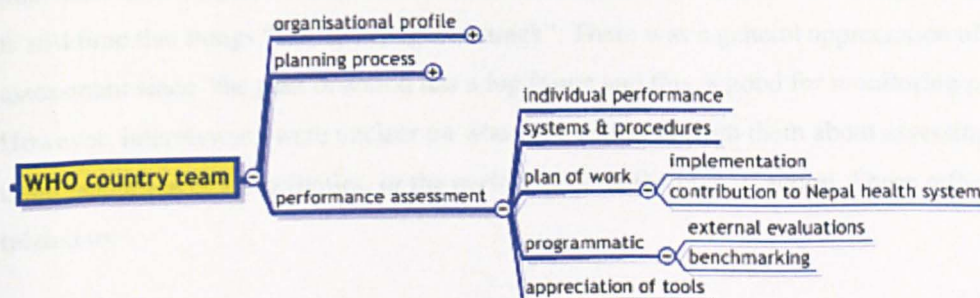 organisational profile
planning process
WHO country team
performance assessment
individual performance
systems & procedures
plan of work
implementation
contribution to Nepal health system
programmatic
external evaluations
benchmarking
appreciation of tools